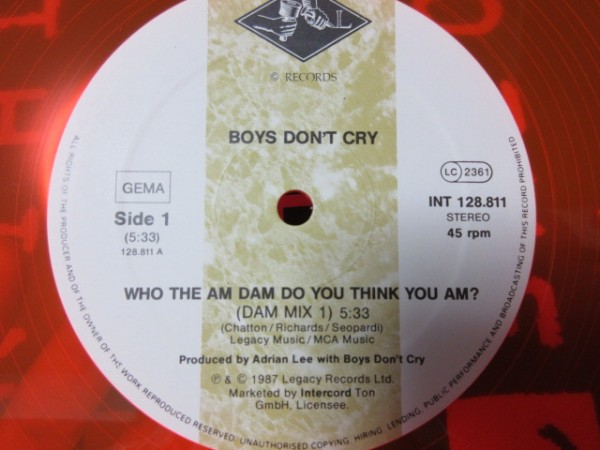 L
© RECORDS
BOYS DON'T CRY
GEMA
Side 1
(5:33)
128.811 A
LC 2361
INT 128.811
STEREO
45 rpm
WHO THE AM DAM DO YOU THINK YOU AM?
(DAM MIX 1) 5:33
(Chatton/Richards/Seopardi)
Legacy Music/MCA Music
Produced by Adrian Lee with Boys Don't Cry
℗ & © 1987 Legacy Records Ltd.
Marketed by Intercord Ton
GmbH, Licensee.
ALL RIGHTS OF THE PRODUCER AND OF THE OWNER OF THE WORK REPRODUCED RESERVED. UNAUTHORISED COPYING, HIRING, LENDING, PUBLIC PERFORMANCE AND BROADCASTING OF THIS RECORD PROHIBITED.